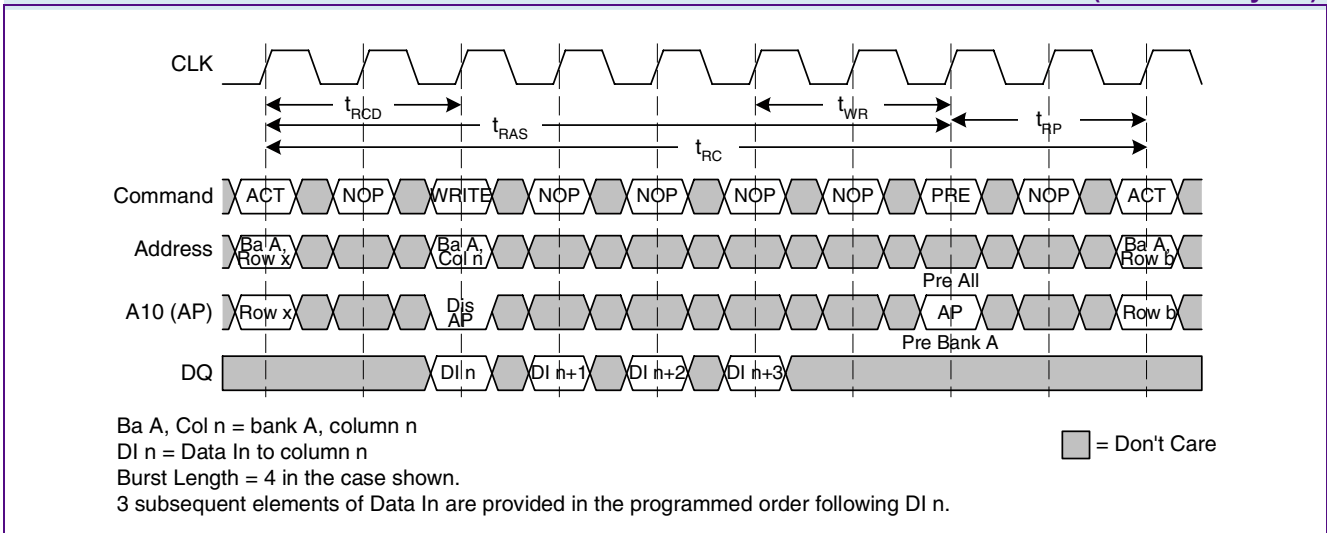 CLK
tRCD
tWR
tRAS
tRP
tRC
Command ACT NOP WRITE NOP NOP NOP NOP PRE NOP ACT
Address Ba A, Row x Ba A, Col n Ba A, Row b
Pre All
A10 (AP) Row x Dis AP AP Row b
Pre Bank A
DQ DI n DI n+1 DI n+2 DI n+3
Ba A, Col n = bank A, column n
DI n = Data In to column n
= Don't Care
Burst Length = 4 in the case shown.
3 subsequent elements of Data In are provided in the programmed order following DI n.